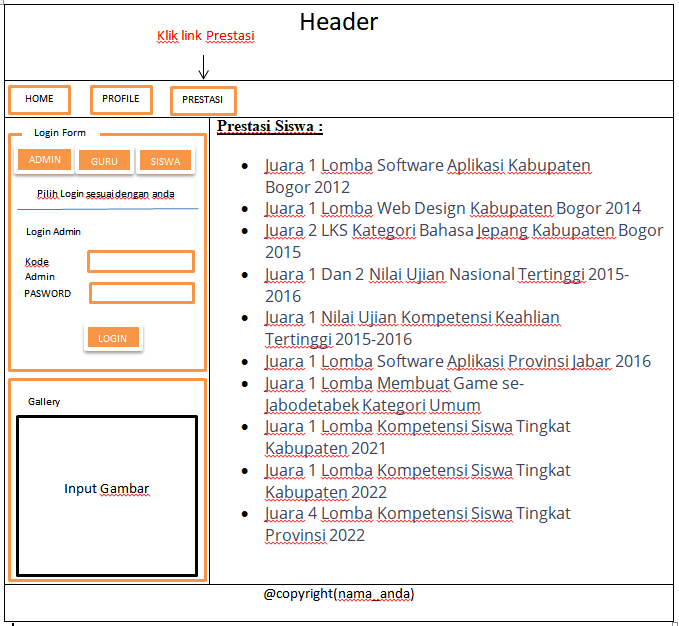 Header
Klik link Prestasi
HOME
PROFILE
PRESTASI
Login Form
ADMIN
GURU
SISWA
Pilih Login sesuai dengan anda
Login Admin
Kode
Admin
PASWORD
LOGIN
Gallery
Input Gambar
Prestasi Siswa :
• Juara 1 Lomba Software Aplikasi Kabupaten
Bogor 2012
• Juara 1 Lomba Web Design Kabupaten Bogor 2014
• Juara 2 LKS Kategori Bahasa Jepang Kabupaten Bogor
2015
• Juara 1 Dan 2 Nilai Ujian Nasional Tertinggi 2015-
2016
• Juara 1 Nilai Ujian Kompetensi Keahlian
Tertinggi 2015-2016
• Juara 1 Lomba Software Aplikasi Provinsi Jabar 2016
• Juara 1 Lomba Membuat Game se-
Jabodetabek Kategori Umum
• Juara 1 Lomba Kompetensi Siswa Tingkat
Kabupaten 2021
• Juara 1 Lomba Kompetensi Siswa Tingkat
Kabupaten 2022
• Juara 4 Lomba Kompetensi Siswa Tingkat
Provinsi 2022
@copyright(nama_anda)